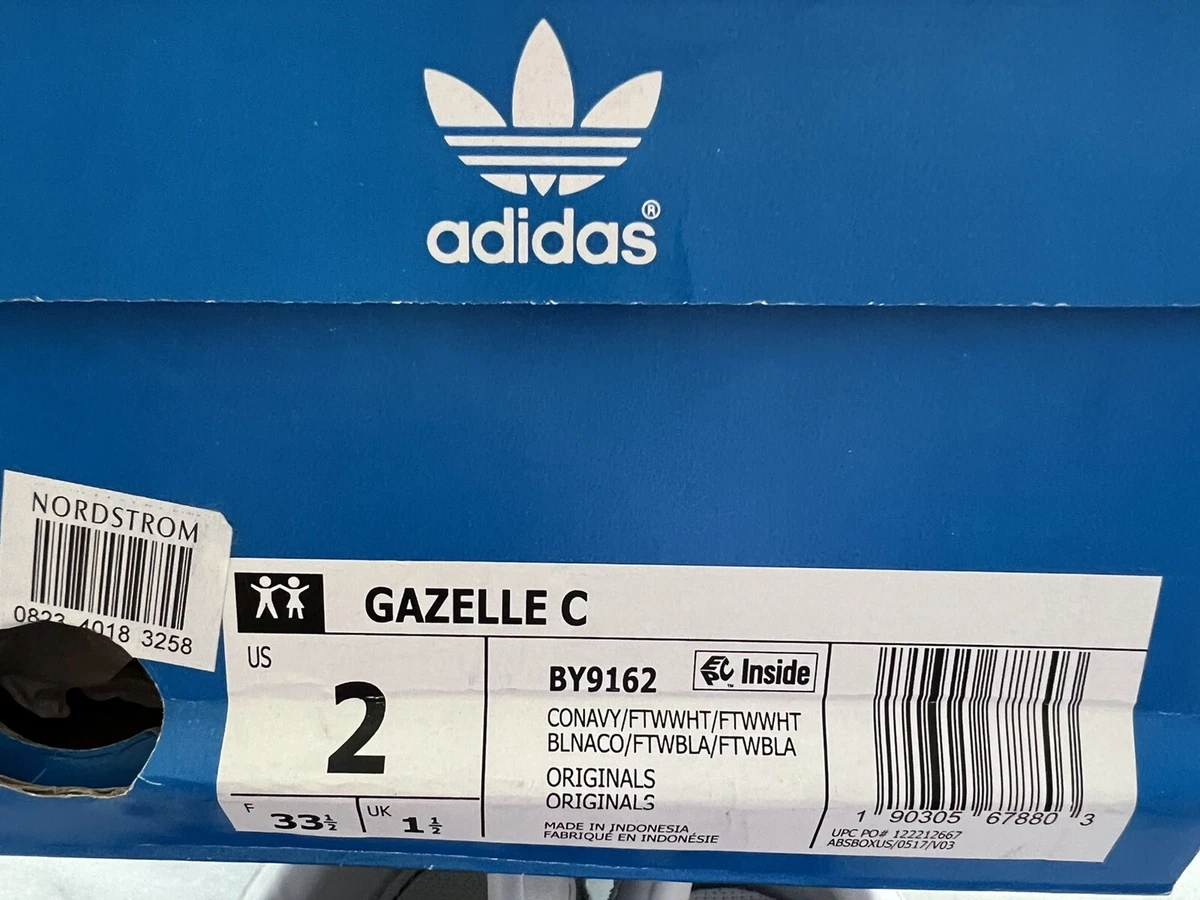 adidas®
NORDSTROM
0823 4018 3258
GAZELLE C
US
2
F 33½
UK 1½
BY9162
EPC™ Inside
CONAVY/FTWWHT/FTWWHT
BLNACO/FTWBLA/FTWBLA
ORIGINALS
ORIGINALS
MADE IN INDONESIA
FABRIQUÉ EN INDONÉSIE
1 90305 67880 3
UPC PO# 122212667
ABSBOXUS/0517/V03